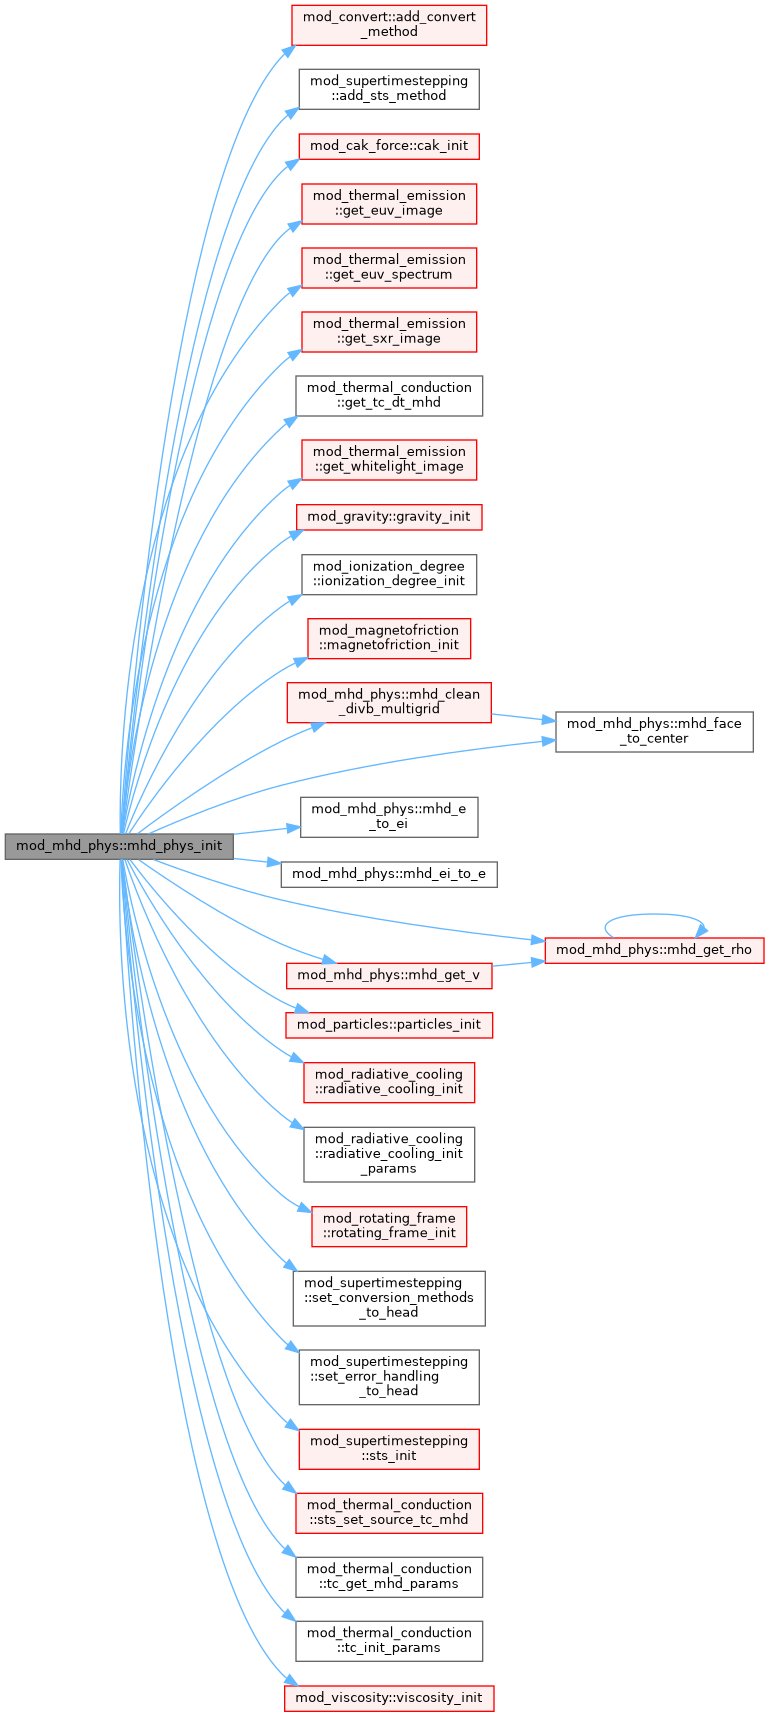 mod_convert::add_convert
_method
mod_supertimestepping
::add_sts_method
mod_cak_force::cak_init
mod_thermal_emission
::get_euv_image
mod_thermal_emission
::get_euv_spectrum
mod_thermal_emission
::get_sxr_image
mod_thermal_conduction
::get_tc_dt_mhd
mod_thermal_emission
::get_whitelight_image
mod_gravity::gravity_init
mod_ionization_degree
::ionization_degree_init
mod_magnetofriction
::magnetofriction_init
mod_mhd_phys::mhd_clean
_divb_multigrid
mod_mhd_phys::mhd_face
_to_center
mod_mhd_phys::mhd_e
_to_ei
mod_mhd_phys::mhd_phys_init
mod_mhd_phys::mhd_ei_to_e
mod_mhd_phys::mhd_get_rho
mod_mhd_phys::mhd_get_v
mod_particles::particles_init
mod_radiative_cooling
::radiative_cooling_init
mod_radiative_cooling
::radiative_cooling_init
_params
mod_rotating_frame
::rotating_frame_init
mod_supertimestepping
::set_conversion_methods
_to_head
mod_supertimestepping
::set_error_handling
_to_head
mod_supertimestepping
::sts_init
mod_thermal_conduction
::sts_set_source_tc_mhd
mod_thermal_conduction
::tc_get_mhd_params
mod_thermal_conduction
::tc_init_params
mod_viscosity::viscosity_init